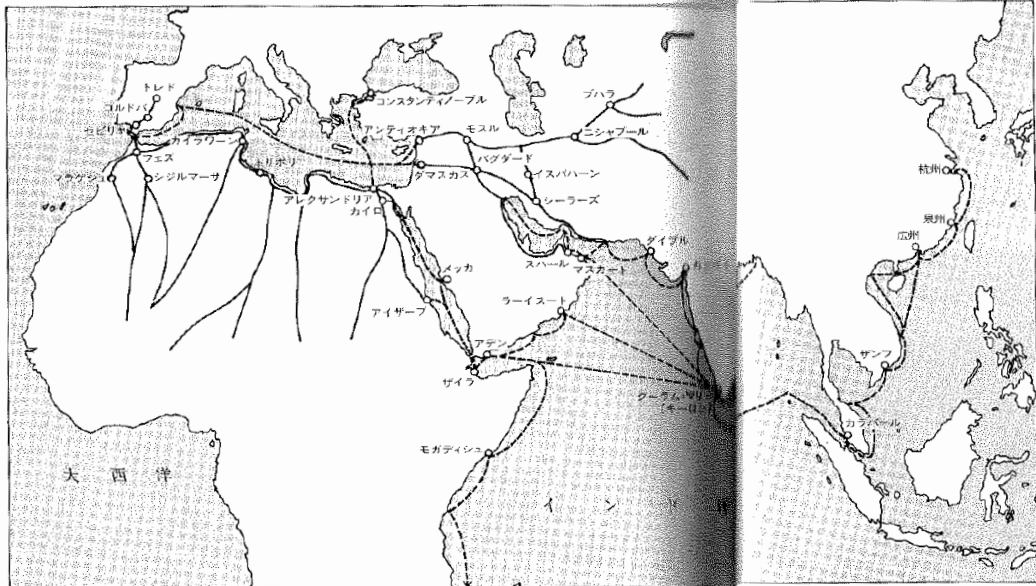 トレド
コルドバ
セビリャ
カイラワーン
フェズ
マラケシュ
シジルマーサ
トリポリ
コンスタンティノープル
アンティオキア
モスル
ブハラ
ニシャプール
ダマスカス
バグダード
イスパハーン
シーラーズ
アレクサンドリア
カイロ
メッカ
アイザーブ
スハール
マスカート
ダイブル
ラーイスート
アデン
ザイラ
モガディシュ
大西洋
イン
杭州
泉州
広州
サンフ
カラバール